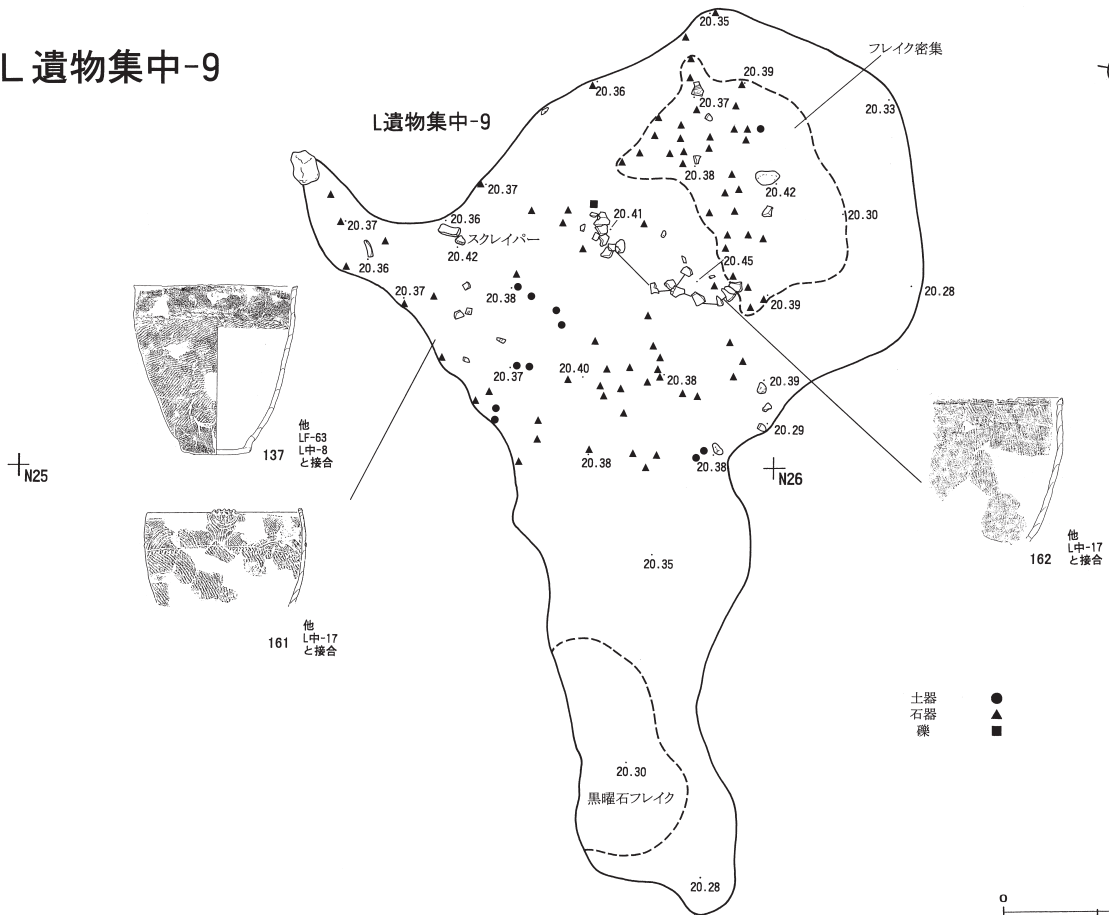 L遺物集中-9
20.35
フレイク密集
20.39
20.36
20.37
20.33
L遺物集中-9
20.38
20.42
20.37
20.36
20.41
20.30
20.37
スクレイパー
20.42
20.36
20.45
20.37
20.38
20.39
20.28
20.37
20.40
20.38
20.39
20.29
137
他
LF-63
L中-8
と接合
N25
20.38
20.38
N26
162
他
L中-17
と接合
20.35
161
他
L中-17
と接合
土器
石器
礫
20.30
黒曜石フレイク
20.28
0